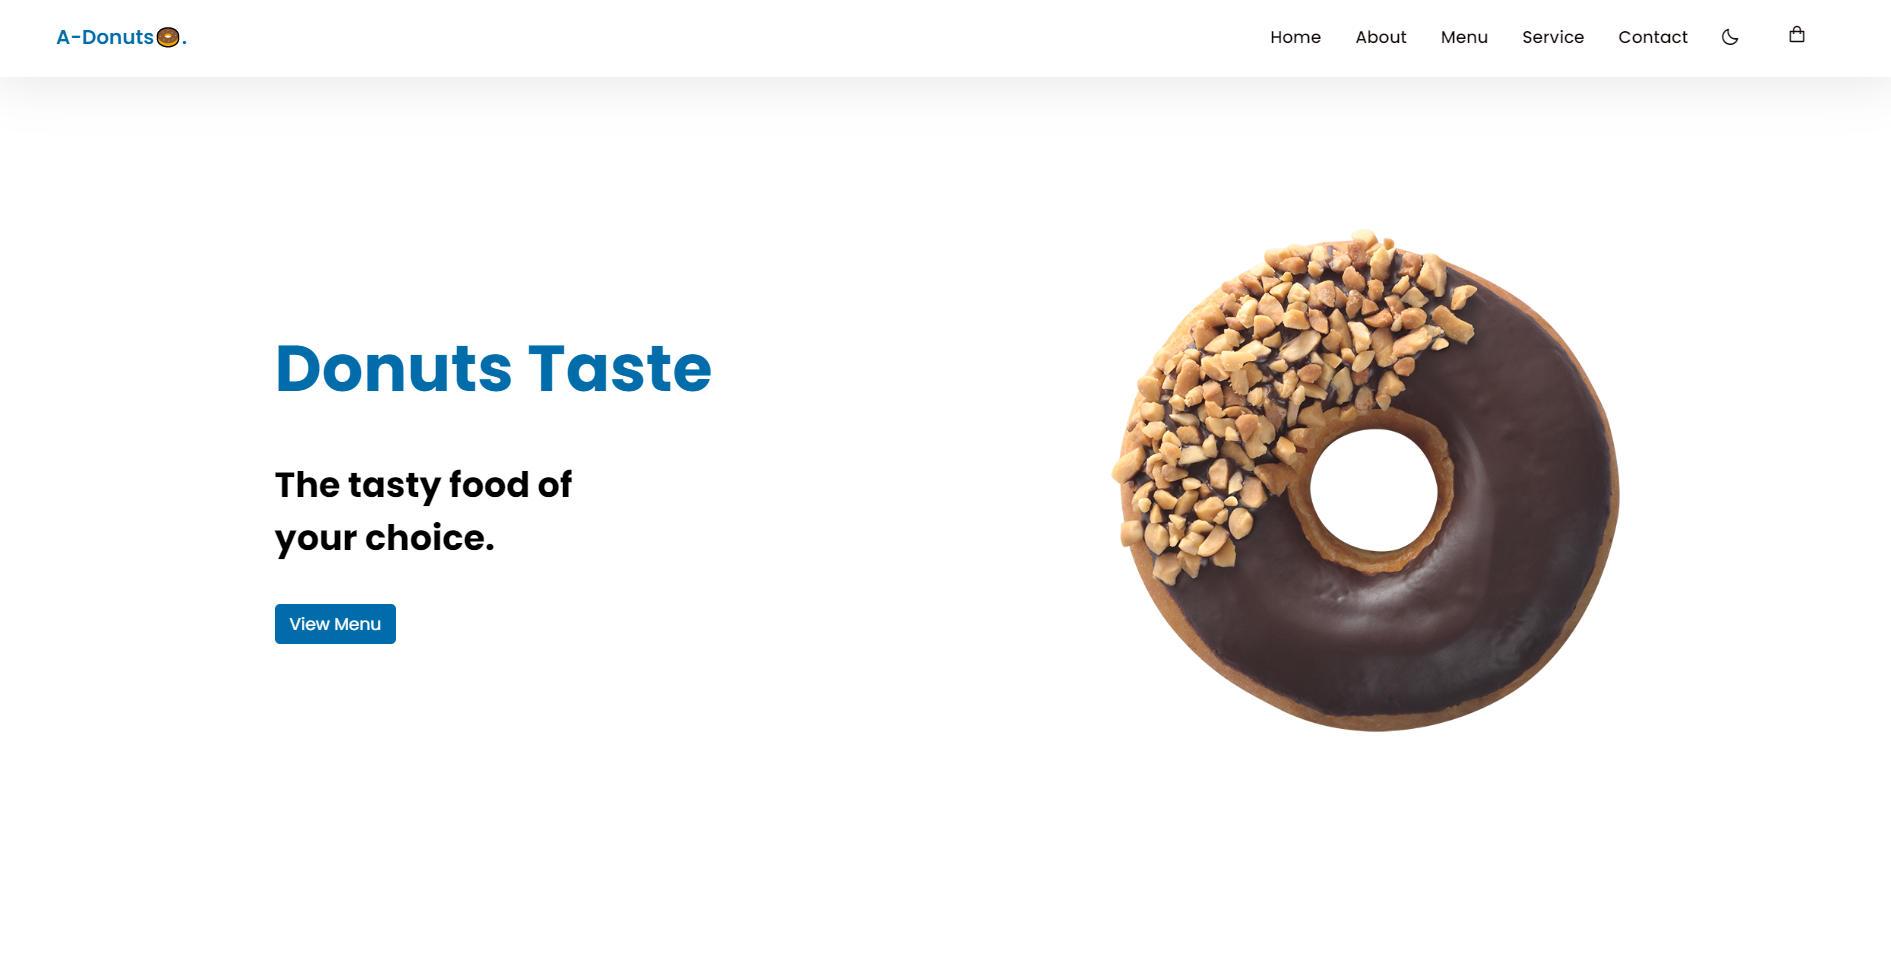 A-Donuts🍩.
Home About Menu Service Contact
Donuts Taste
The tasty food of
your choice.
View Menu